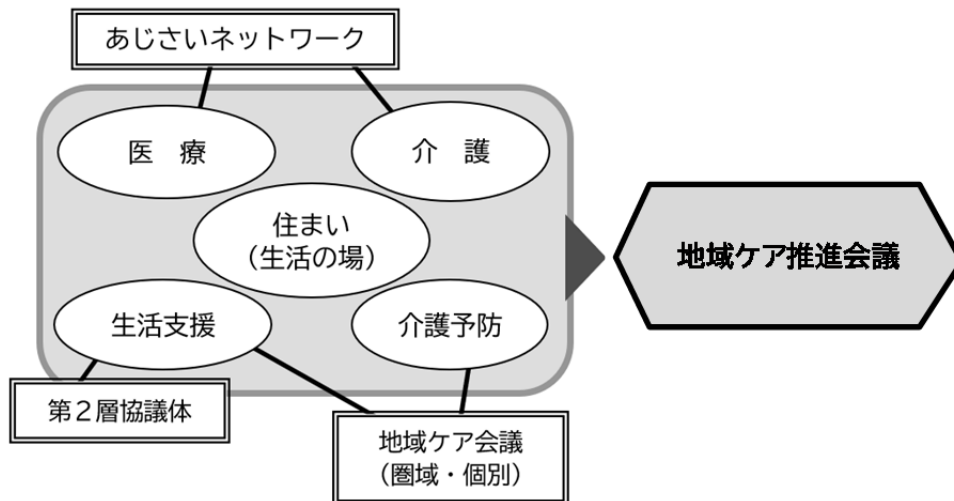 あじさいネットワーク
医　療
介　護
住まい
（生活の場）
地域ケア推進会議
生活支援
介護予防
第２層協議体
地域ケア会議
（圏域・個別）